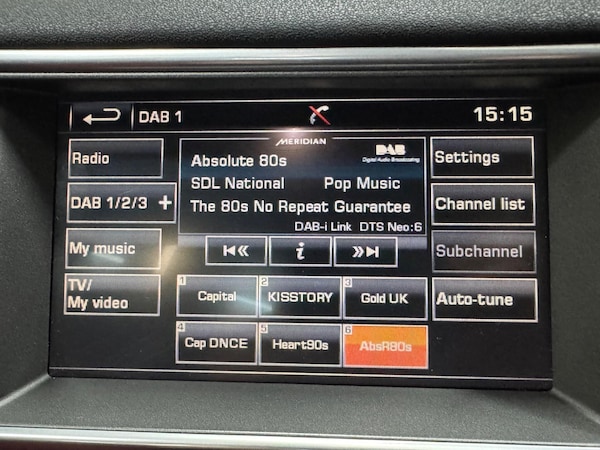 DAB 1
15:15
Radio
DAB 1/2/3 +
My music
TV/
My video
MERIDIAN
Absolute 80s
DAB
Digital Audio Broadcasting
SDL National Pop Music
The 80s No Repeat Guarantee
DAB-i Link DTS Neo:6
i
Settings
Channel list
Subchannel
Auto-tune
1 Capital
2 KISSTORY
3 Gold UK
4 Cap DNCE
5 Heart90s
6 AbsR80s